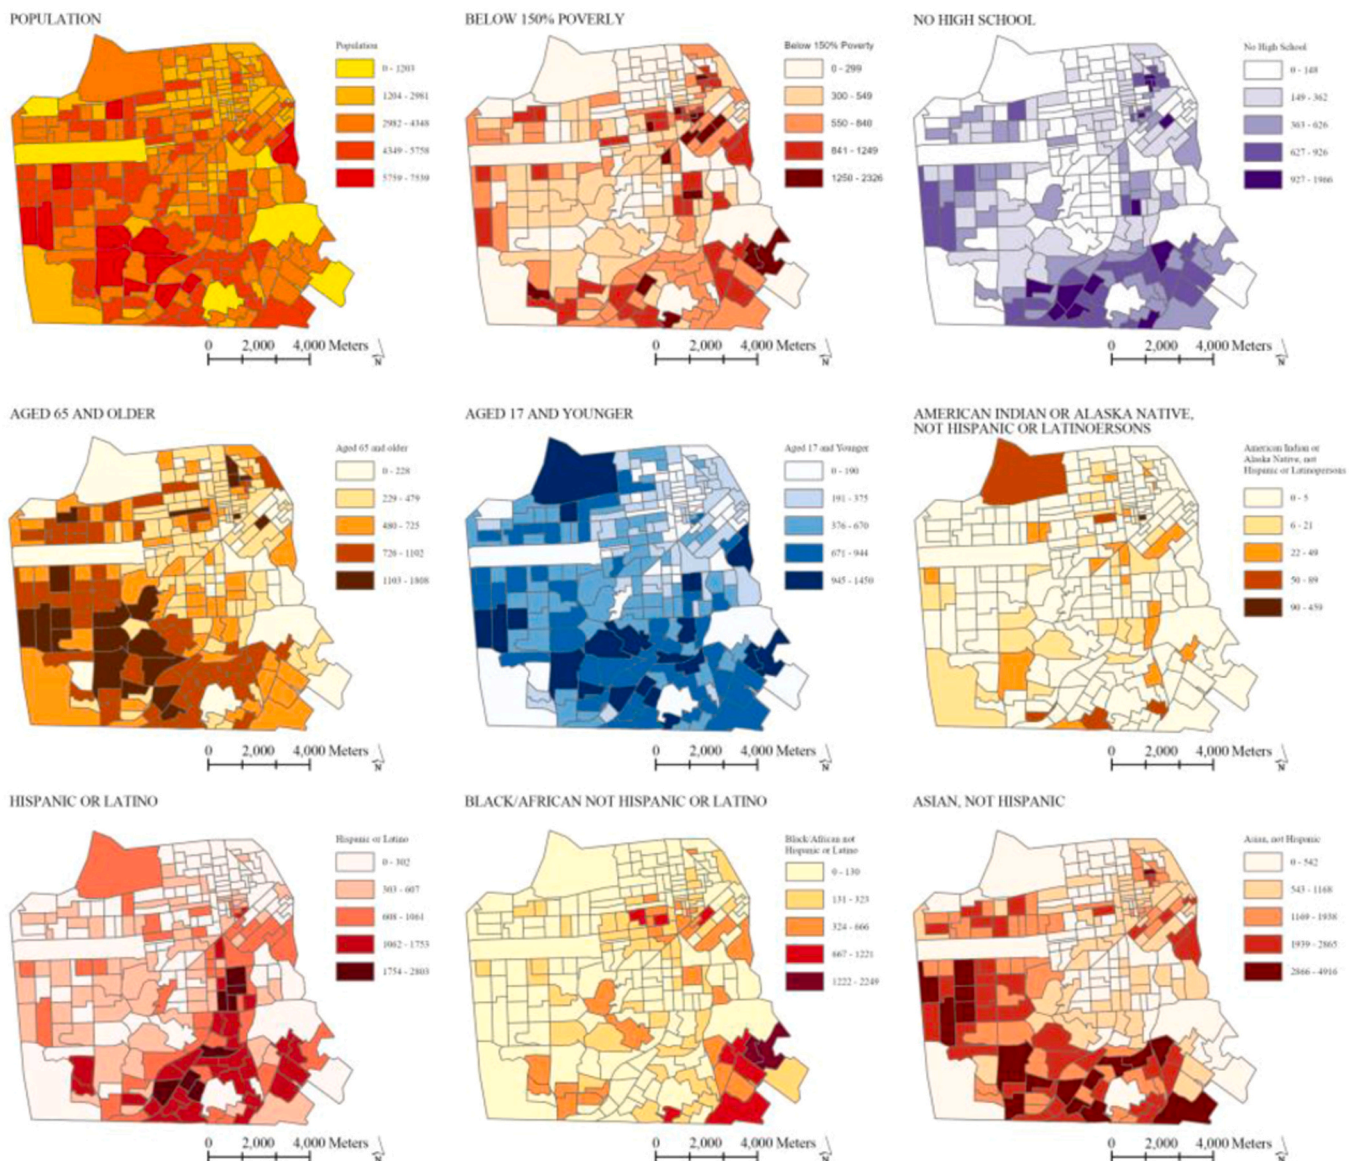 POPULATION
Population
0 - 1203
1204 - 2981
2982 - 4348
4349 - 5758
5759 - 7539
0 2,000 4,000 Meters
N
BELOW 150% POVERLY
Below 150% Poverty
0 - 299
300 - 549
550 - 840
841 - 1249
1250 - 2326
0 2,000 4,000 Meters
N
NO HIGH SCHOOL
No High School
0 - 148
149 - 362
363 - 626
627 - 926
927 - 1966
0 2,000 4,000 Meters
N
AGED 65 AND OLDER
Aged 65 and older
0 - 228
229 - 479
480 - 725
726 - 1102
1103 - 1808
0 2,000 4,000 Meters
N
AGED 17 AND YOUNGER
Aged 17 and Younger
0 - 190
191 - 375
376 - 670
671 - 944
945 - 1450
0 2,000 4,000 Meters
N
AMERICAN INDIAN OR ALASKA NATIVE,
NOT HISPANIC OR LATINOERSONS
American Indian or
Alaska Native, not
Hispanic or Latinopersons
0 - 5
6 - 21
22 - 49
50 - 89
90 - 459
0 2,000 4,000 Meters
N
HISPANIC OR LATINO
Hispanic or Latino
0 - 302
303 - 607
608 - 1061
1062 - 1753
1754 - 2803
0 2,000 4,000 Meters
N
BLACK/AFRICAN NOT HISPANIC OR LATINO
Black/African not
Hispanic or Latino
0 - 130
131 - 323
324 - 666
667 - 1221
1222 - 2249
0 2,000 4,000 Meters
N
ASIAN, NOT HISPANIC
Asian, not Hispanic
0 - 542
543 - 1168
1169 - 1938
1939 - 2865
2866 - 4916
0 2,000 4,000 Meters
N